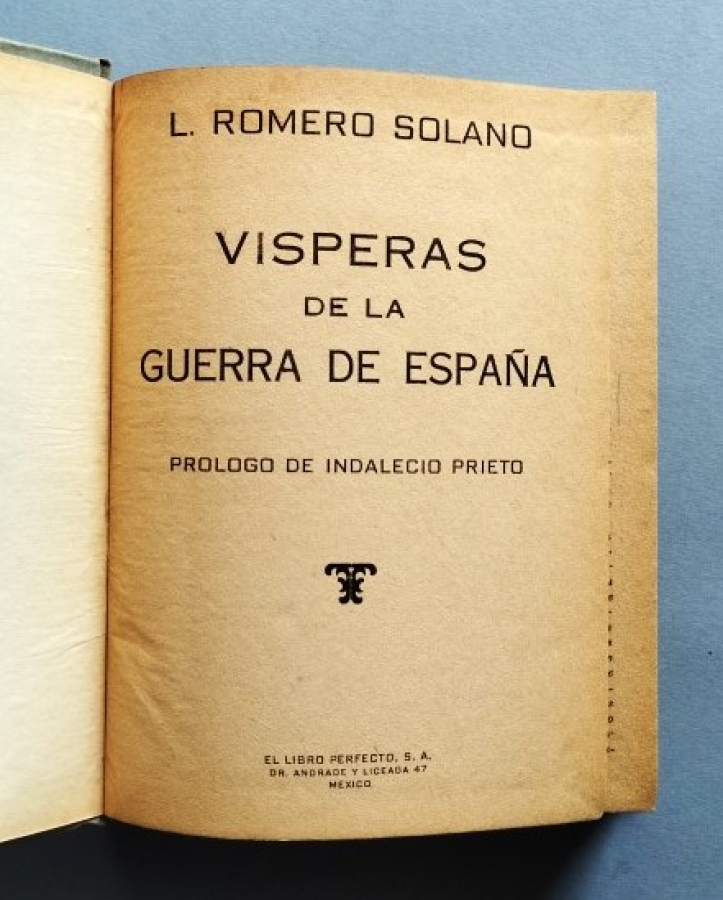 L. ROMERO SOLANO
VISPERAS
DE LA
GUERRA DE ESPAÑA
PROLOGO DE INDALECIO PRIETO
EL LIBRO PERFECTO, S. A.
DR. ANDRADE Y LICEAGA 47
MEXICO